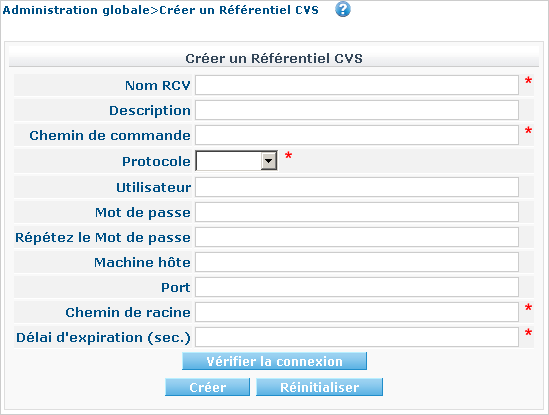 Administration globale>Créer un Référentiel CVS ?
Créer un Référentiel CVS
Nom RCV *
Description
Chemin de commande *
Protocole *
Utilisateur
Mot de passe
Répétez le Mot de passe
Machine hôte
Port
Chemin de racine *
Délai d'expiration (sec.) *
Vérifier la connexion
Créer Réinitialiser